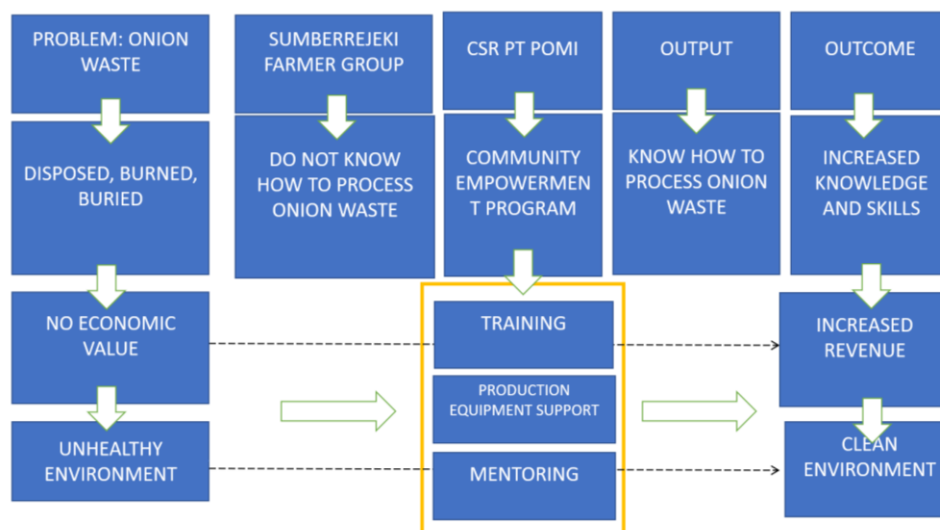 PROBLEM: ONION
WASTE
SUMBERREJEKI
FARMER GROUP
CSR PT POMI
OUTPUT
OUTCOME
DISPOSED, BURNED,
BURIED
DO NOT KNOW
HOW TO PROCESS
ONION WASTE
COMMUNITY
EMPOWERMEN
T PROGRAM
KNOW HOW TO
PROCESS ONION
WASTE
INCREASED
KNOWLEDGE
AND SKILLS
NO ECONOMIC
VALUE
TRAINING
INCREASED
REVENUE
PRODUCTION
EQUIPMENT SUPPORT
UNHEALTHY
ENVIRONMENT
MENTORING
CLEAN
ENVIRONMENT